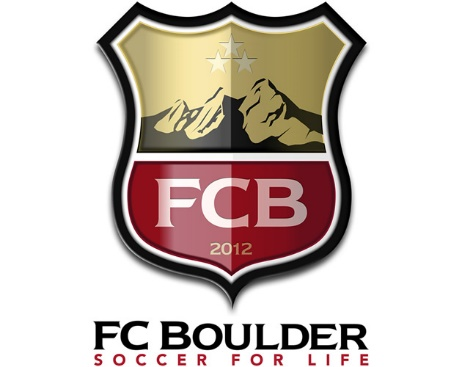 FCB
2012
FC BOULDER
SOCCER FOR LIFE